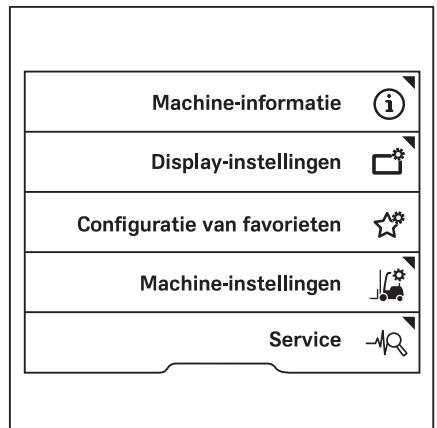 Machine-informatie
Display-instellingen
Configuratie van favorieten
Machine-instellingen
Service